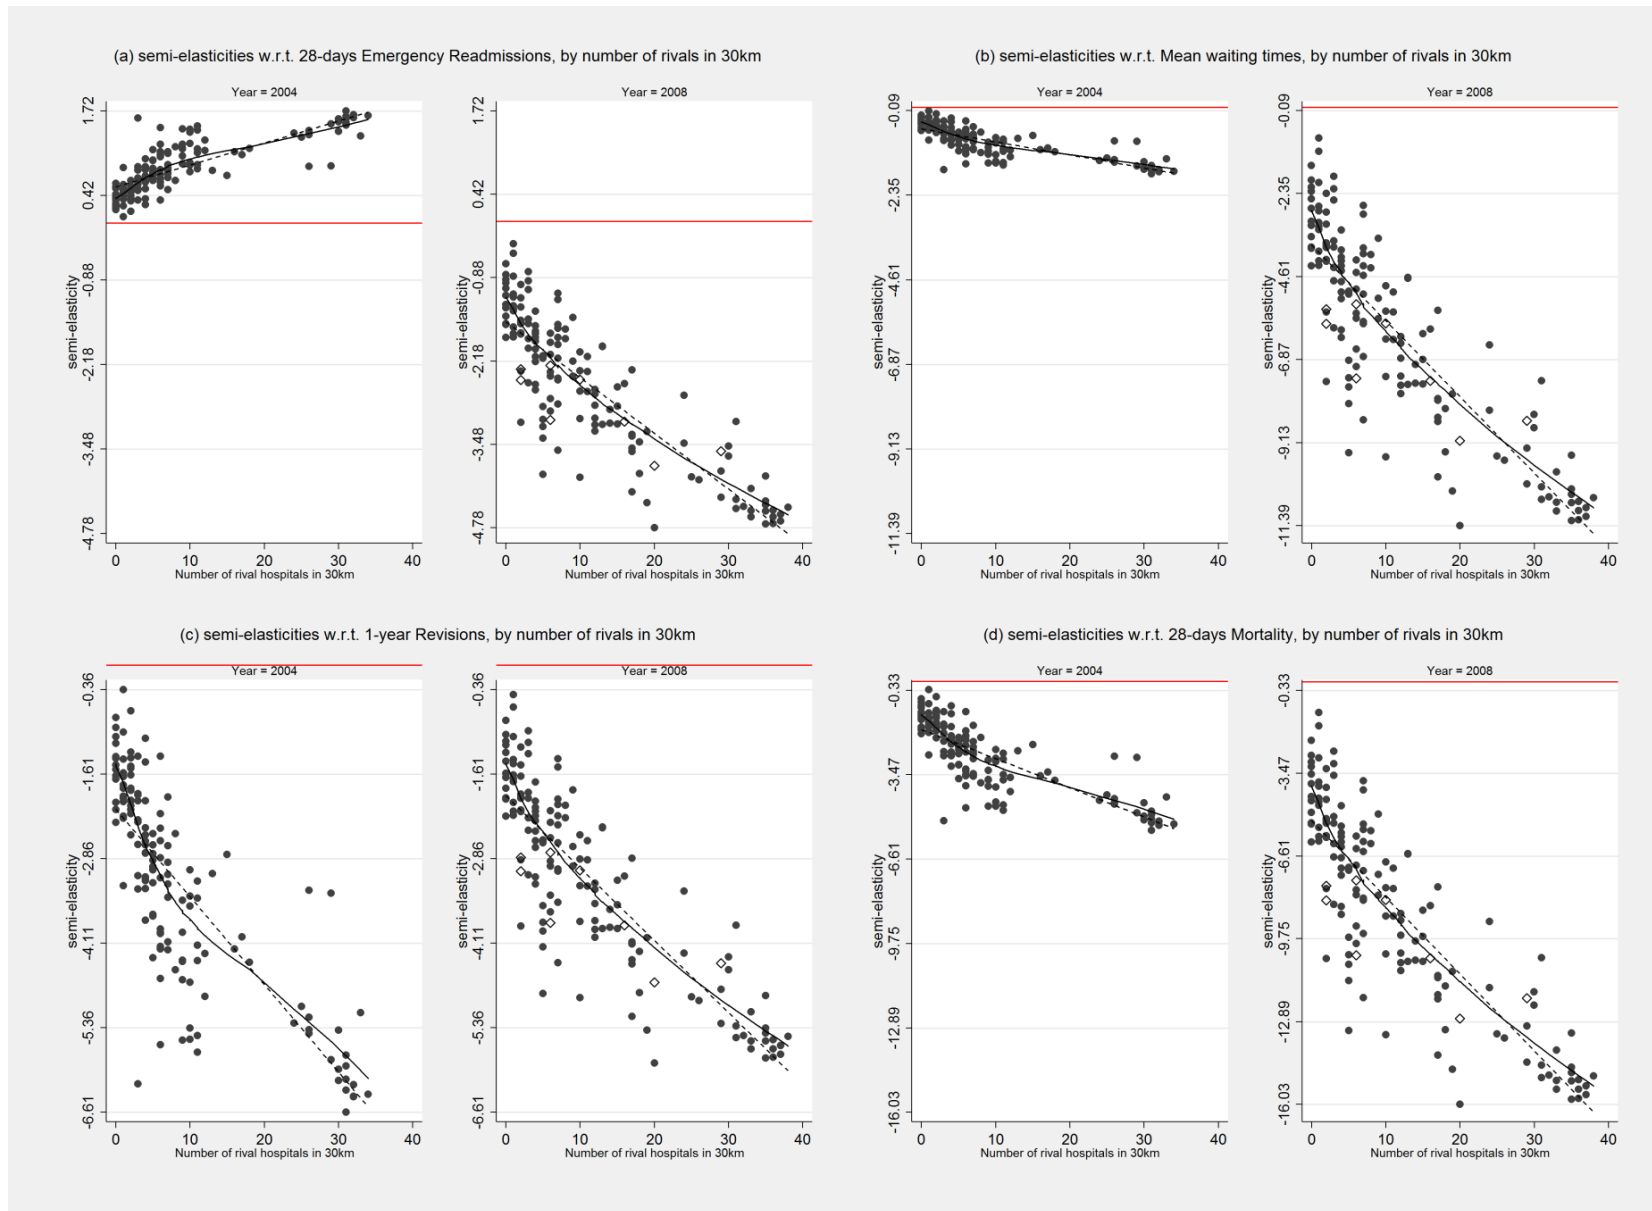 (a) semi-elasticities w.r.t. 28-days Emergency Readmissions, by number of rivals in 30km
Year = 2004
semi-elasticity
1.72
0.42
-0.88
-2.18
-3.48
-4.78
0 10 20 30 40
Number of rival hospitals in 30km
Year = 2008
semi-elasticity
1.72
0.42
-0.88
-2.18
-3.48
-4.78
0 10 20 30 40
Number of rival hospitals in 30km
(b) semi-elasticities w.r.t. Mean waiting times, by number of rivals in 30km
Year = 2004
semi-elasticity
-0.09
-2.35
-4.61
-6.87
-9.13
-11.39
0 10 20 30 40
Number of rival hospitals in 30km
Year = 2008
semi-elasticity
-0.09
-2.35
-4.61
-6.87
-9.13
-11.39
0 10 20 30 40
Number of rival hospitals in 30km
(c) semi-elasticities w.r.t. 1-year Revisions, by number of rivals in 30km
Year = 2004
semi-elasticity
-0.36
-1.61
-2.86
-4.11
-5.36
-6.61
0 10 20 30 40
Number of rival hospitals in 30km
Year = 2008
semi-elasticity
-0.36
-1.61
-2.86
-4.11
-5.36
-6.61
0 10 20 30 40
Number of rival hospitals in 30km
(d) semi-elasticities w.r.t. 28-days Mortality, by number of rivals in 30km
Year = 2004
semi-elasticity
-0.33
-3.47
-6.61
-9.75
-12.89
-16.03
0 10 20 30 40
Number of rival hospitals in 30km
Year = 2008
semi-elasticity
-0.33
-3.47
-6.61
-9.75
-12.89
-16.03
0 10 20 30 40
Number of rival hospitals in 30km